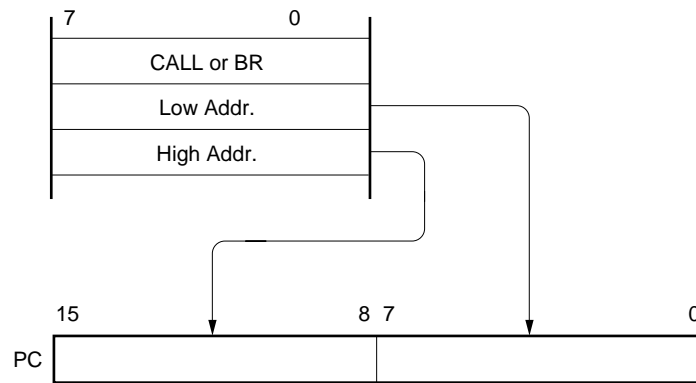 7 0
CALL or BR
Low Addr.
High Addr.
15 8 7 0
PC